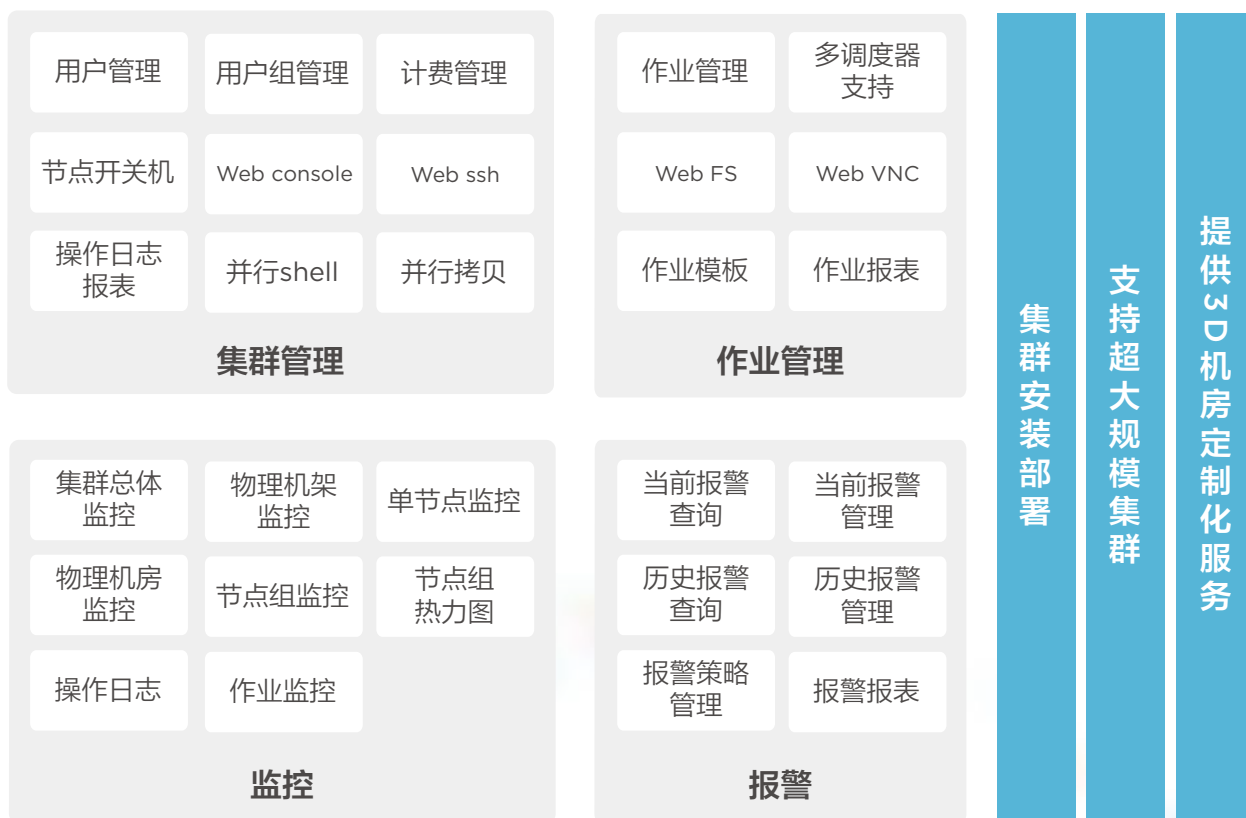 用户管理
用户组管理
计费管理
节点开关机
Web console
Web ssh
操作日志
报表
并行shell
并行拷贝
集群管理
作业管理
多调度器
支持
Web FS
Web VNC
作业模板
作业报表
作业管理
集群总体
监控
物理机架
监控
单节点监控
物理机房
监控
节点组监控
节点组
热力图
操作日志
作业监控
监控
当前报警
查询
当前报警
管理
历史报警
查询
历史报警
管理
报警策略
管理
报警报表
报警
集群安装部署
支持超大规模集群
提供3D机房定制化服务